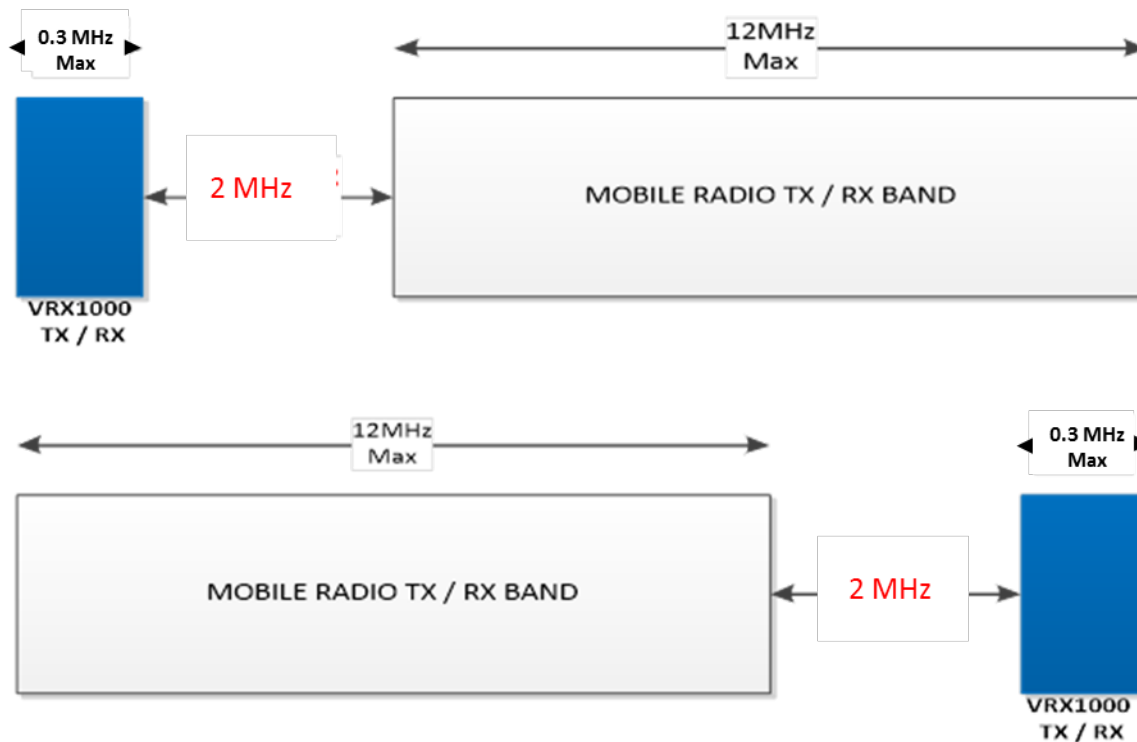 0.3 MHz
Max
12MHz
Max
2 MHz
MOBILE RADIO TX / RX BAND
VRX1000
TX / RX
12MHz
Max
0.3 MHz
Max
MOBILE RADIO TX / RX BAND
2 MHz
VRX1000
TX / RX